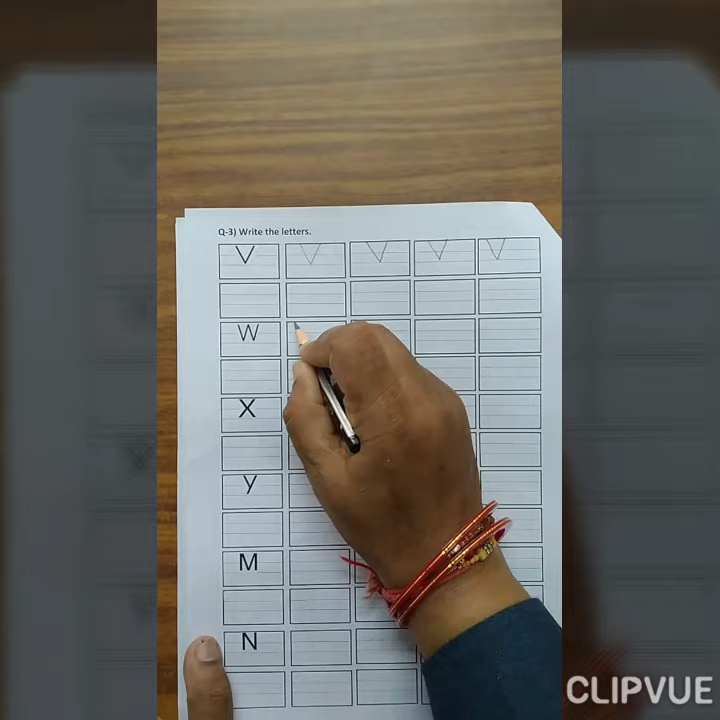 Q-3) Write the letters.
V V V V V
W
X
y
M
N
CLIPVUE